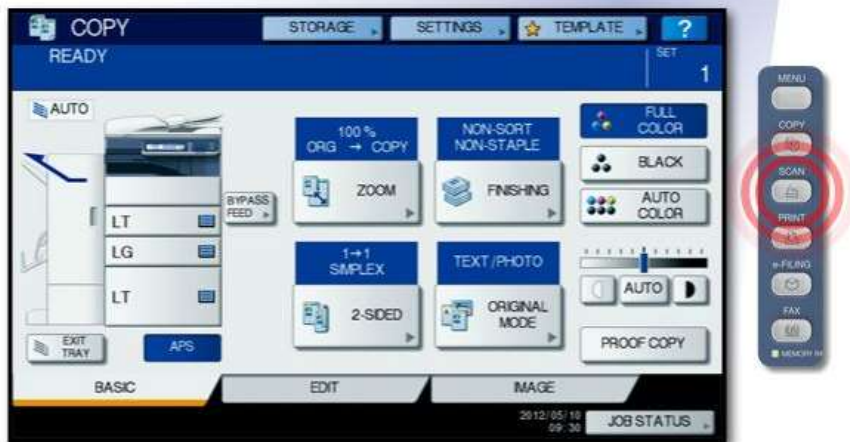 COPY
STORAGE
SETTINGS
TEMPLATE
?
READY
SET
1
AUTO
100 %
ORG → COPY
ZOOM
NON-SORT
NON-STAPLE
FINISHING
FULL
COLOR
BLACK
AUTO
COLOR
BYPASS
FEED
LT
LG
LT
1→1
SIMPLEX
2-SIDED
TEXT/PHOTO
ORIGINAL
MODE
AUTO
PROOF COPY
EXIT
TRAY
APS
BASIC
EDIT
IMAGE
2012/05/10
09:30
JOB STATUS
MENU
COPY
SCAN
PRINT
e-FILING
FAX
MEMORY RX